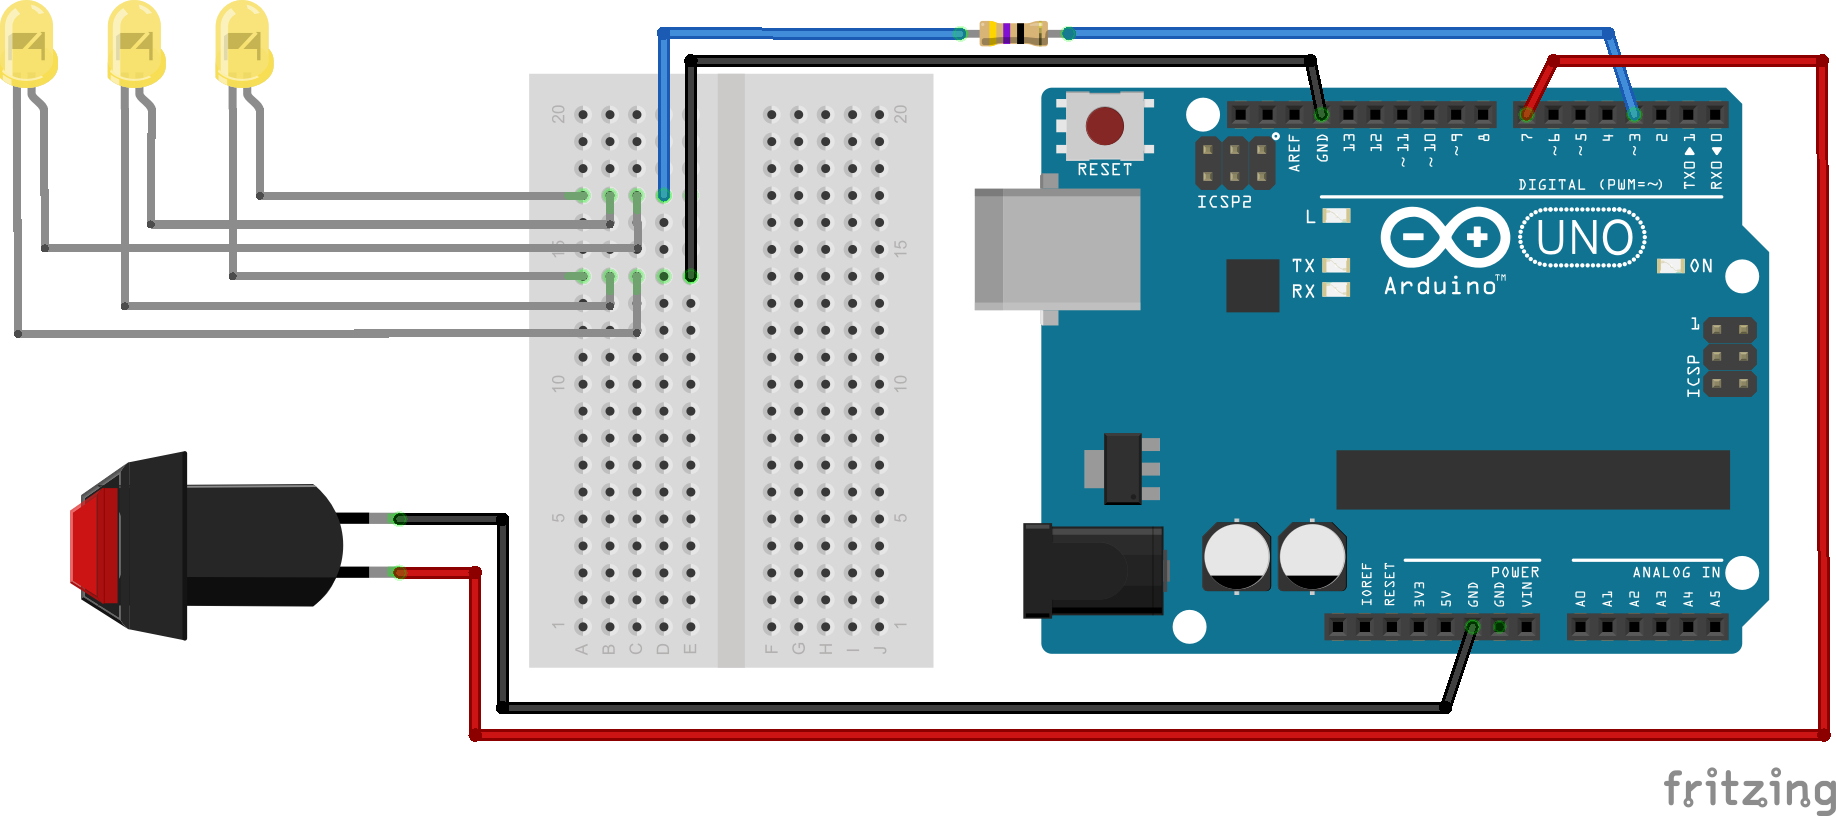 20
20
15
15
10
10
5
5
1
1
A B C D E F G H I J
RESET
ICSP2
AREF
GND
13
12
~11
~10
~9
8
7
~6
~5
4
~3
2
TX0▶1
RX0◀0
DIGITAL (PWM=~)
L
TX
RX
UNO
Arduino™
ON
1
ICSP
POWER
ANALOG IN
IOREF
RESET
3V3
5V
GND
GND
VIN
A0
A1
A2
A3
A4
A5
fritzing